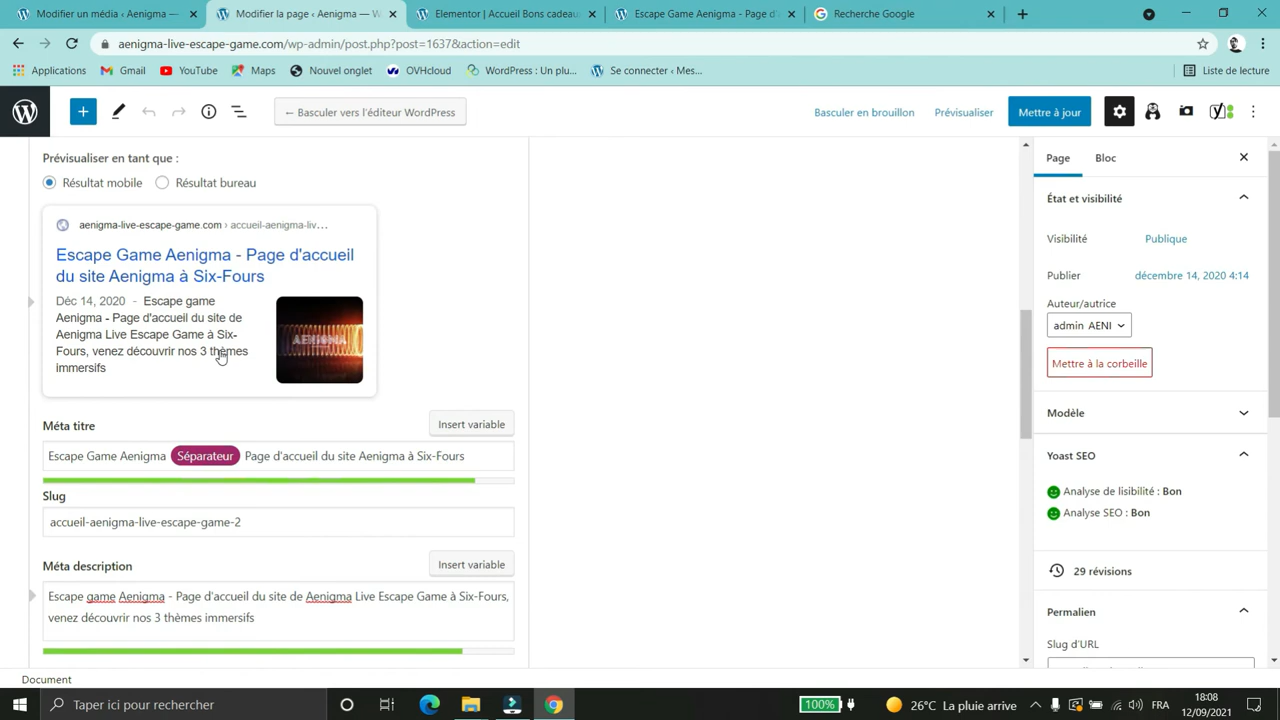 Modifier un média ‹ Aenigma —
Modifier la page ‹ Aenigma — W
Elementor | Accueil Bons cadeau
Escape Game Aenigma - Page d'
Recherche Google
aenigma-live-escape-game.com/wp-admin/post.php?post=1637&action=edit
Applications
Gmail
YouTube
Maps
Nouvel onglet
OVHcloud
WordPress : Un plu...
Se connecter ‹ Mes...
Liste de lecture
← Basculer vers l'éditeur WordPress
Basculer en brouillon
Prévisualiser
Mettre à jour
Prévisualiser en tant que :
Résultat mobile
Résultat bureau
aenigma-live-escape-game.com › accueil-aenigma-liv...
Escape Game Aenigma - Page d'accueil
du site Aenigma à Six-Fours
Déc 14, 2020 - Escape game
Aenigma - Page d'accueil du site de
Aenigma Live Escape Game à Six-
Fours, venez découvrir nos 3 thèmes
immersifs
AENIGMA
Méta titre
Insert variable
Escape Game Aenigma Séparateur Page d'accueil du site Aenigma à Six-Fours
Slug
accueil-aenigma-live-escape-game-2
Méta description
Insert variable
Escape game Aenigma - Page d'accueil du site de Aenigma Live Escape Game à Six-Fours,
venez découvrir nos 3 thèmes immersifs
Page
Bloc
État et visibilité
Visibilité
Publique
Publier
décembre 14, 2020 4:14
Auteur/autrice
admin AENI
Mettre à la corbeille
Modèle
Yoast SEO
Analyse de lisibilité : Bon
Analyse SEO : Bon
29 révisions
Permalien
Slug d'URL
Document
Taper ici pour rechercher
100%
26°C La pluie arrive
FRA
18:08
12/09/2021